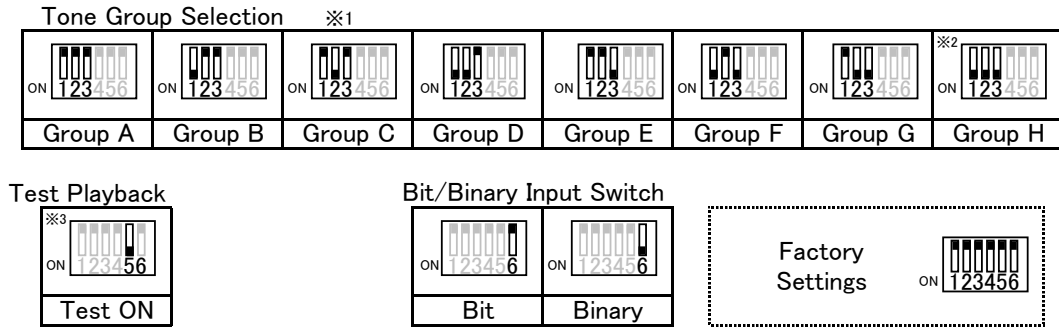 Tone Group Selection ※1
※2
ON 123456 ON 123456 ON 123456 ON 123456 ON 123456 ON 123456 ON 123456 ON 123456
Group A Group B Group C Group D Group E Group F Group G Group H
Test Playback Bit/Binary Input Switch
※3
ON 123456 ON 123456 ON 123456
Test ON Bit Binary
Factory
Settings ON 123456